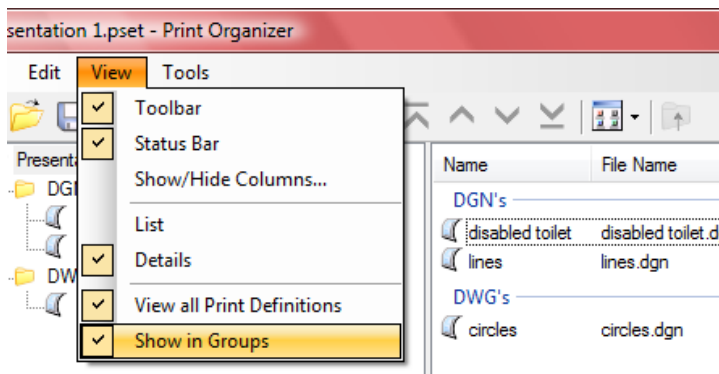 sentation 1.pset - Print Organizer
Edit View Tools
Toolbar
Status Bar
Show/Hide Columns...
List
Details
View all Print Definitions
Show in Groups
Presenta
DGN
DW
Name File Name
DGN's
disabled toilet disabled toilet.d
lines lines.dgn
DWG's
circles circles.dgn